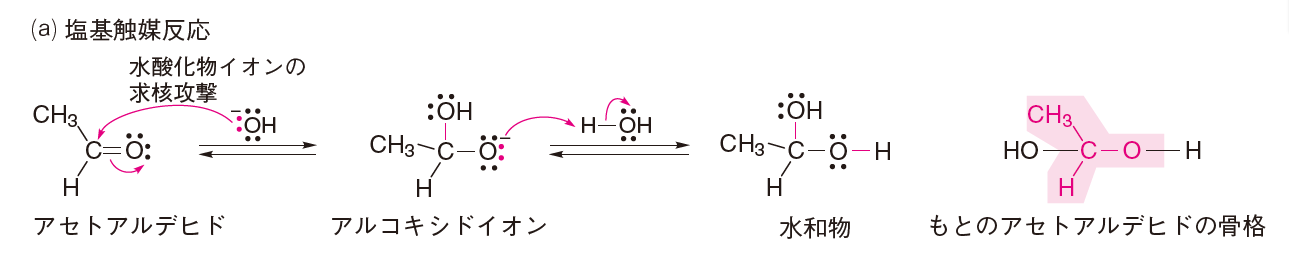 (a) 塩基触媒反応
水酸化物イオンの
求核攻撃
CH3
C=O
H
−OH
アセトアルデヒド
OH
CH3
C−O−
H
アルコキシドイオン
H−OH
OH
CH3
C−O−H
H
水和物
CH3
HO−C−O−H
H
もとのアセトアルデヒドの骨格